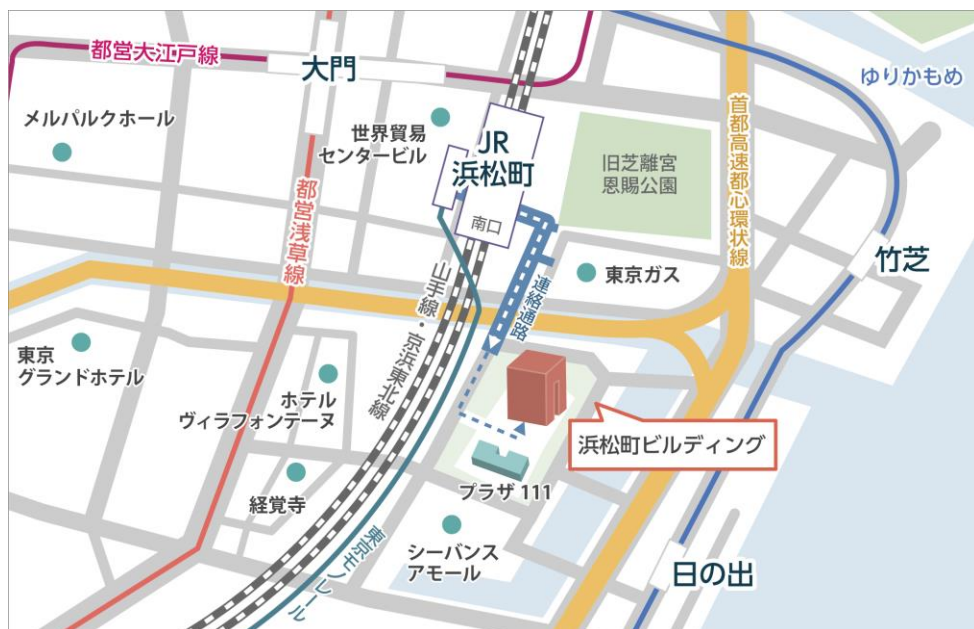 都営大江戸線
大門
ゆりかもめ
メルパルクホール
世界貿易
センタービル
JR
浜松町
南口
旧芝離宮
恩賜公園
首都高速都心環状線
都営浅草線
竹芝
東京ガス
連絡通路
山手線・京浜東北線
東京
グランドホテル
ホテル
ヴィラフォンテーヌ
浜松町ビルディング
経覚寺
プラザ 111
シーバンス
アモール
東京モノレール
日の出